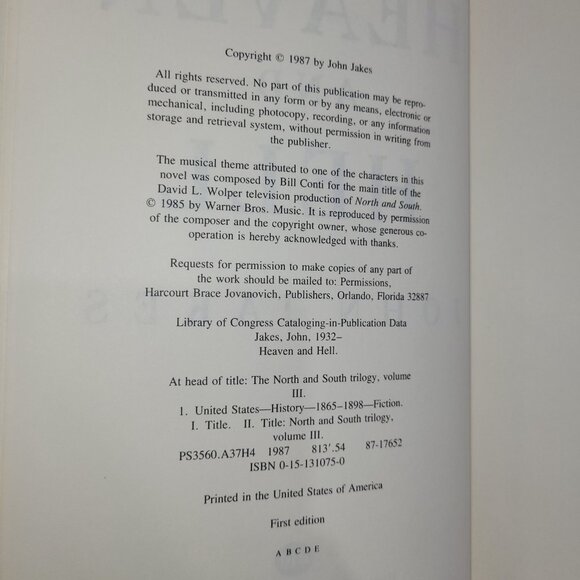 HEAVEN
Copyright © 1987 by John Jakes
All rights reserved. No part of this publication may be repro-
duced or transmitted in any form or by any means, electronic or
mechanical, including photocopy, recording, or any information
storage and retrieval system, without permission in writing from
the publisher.
The musical theme attributed to one of the characters in this
novel was composed by Bill Conti for the main title of the
David L. Wolper television production of North and South.
© 1985 by Warner Bros. Music. It is reproduced by permission
of the composer and the copyright owner, whose generous co-
operation is hereby acknowledged with thanks.
Requests for permission to make copies of any part of
the work should be mailed to: Permissions,
Harcourt Brace Jovanovich, Publishers, Orlando, Florida 32887
Library of Congress Cataloging-in-Publication Data
Jakes, John, 1932–
Heaven and Hell.
At head of title: The North and South trilogy, volume
III.
1. United States—History—1865–1898—Fiction.
I. Title. II. Title: North and South trilogy,
volume III.
PS3560.A37H4 1987 813'.54 87-17652
ISBN 0-15-131075-0
Printed in the United States of America
First edition
A B C D E